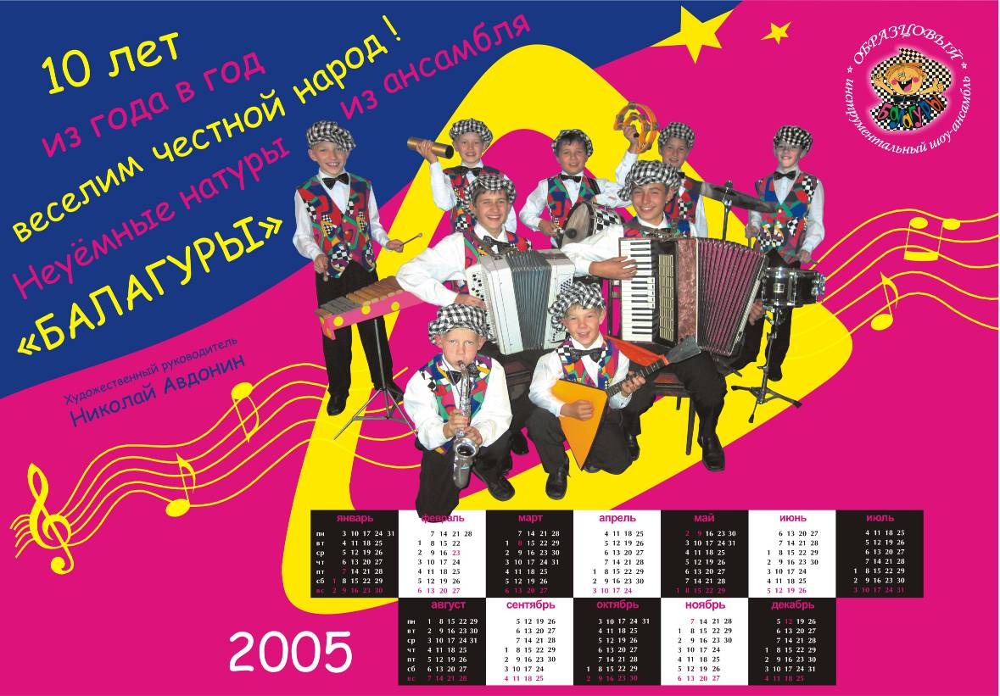 10 лет
из года в год
веселим честной народ !
Неуёмные натуры из ансамбля
«БАЛАГУРЫ»
Художественный руководитель
Николай Авдонин
ОБРАЗЦОВЫЙ
инструментальный шоу-ансамбль
Балагуры
январь
пн 3 10 17 24 31
вт 4 11 18 25
ср 5 12 19 26
чт 6 13 20 27
пт 7 14 21 28
сб 1 8 15 22 29
вс 2 9 16 23 30
февраль
7 14 21 28
1 8 15 22
2 9 16 23
3 10 17 24
4 11 18 25
5 12 19 26
6 13 20 27
март
7 14 21 28
1 8 15 22 29
2 9 16 23 30
3 10 17 24 31
4 11 18 25
5 12 19 26
6 13 20 27
апрель
4 11 18 25
5 12 19 26
6 13 20 27
7 14 21 28
1 8 15 22 29
2 9 16 23 30
3 10 17 24
май
2 9 16 23 30
3 10 17 24 31
4 11 18 25
5 12 19 26
6 13 20 27
7 14 21 28
1 8 15 22 29
июнь
6 13 20 27
7 14 21 28
1 8 15 22 29
2 9 16 23 30
3 10 17 24
4 11 18 25
5 12 19 26
июль
4 11 18 25
5 12 19 26
6 13 20 27
7 14 21 28
1 8 15 22 29
2 9 16 23 30
3 10 17 24 31
2005
август
пн 1 8 15 22 29
вт 2 9 16 23 30
ср 3 10 17 24 31
чт 4 11 18 25
пт 5 12 19 26
сб 6 13 20 27
вс 7 14 21 28
сентябрь
5 12 19 26
6 13 20 27
7 14 21 28
1 8 15 22 29
2 9 16 23 30
3 10 17 24
4 11 18 25
октябрь
3 10 17 24 31
4 11 18 25
5 12 19 26
6 13 20 27
7 14 21 28
1 8 15 22 29
2 9 16 23 30
ноябрь
7 14 21 28
1 8 15 22 29
2 9 16 23 30
3 10 17 24
4 11 18 25
5 12 19 26
6 13 20 27
декабрь
5 12 19 26
6 13 20 27
7 14 21 28
1 8 15 22 29
2 9 16 23 30
3 10 17 24 31
4 11 18 25